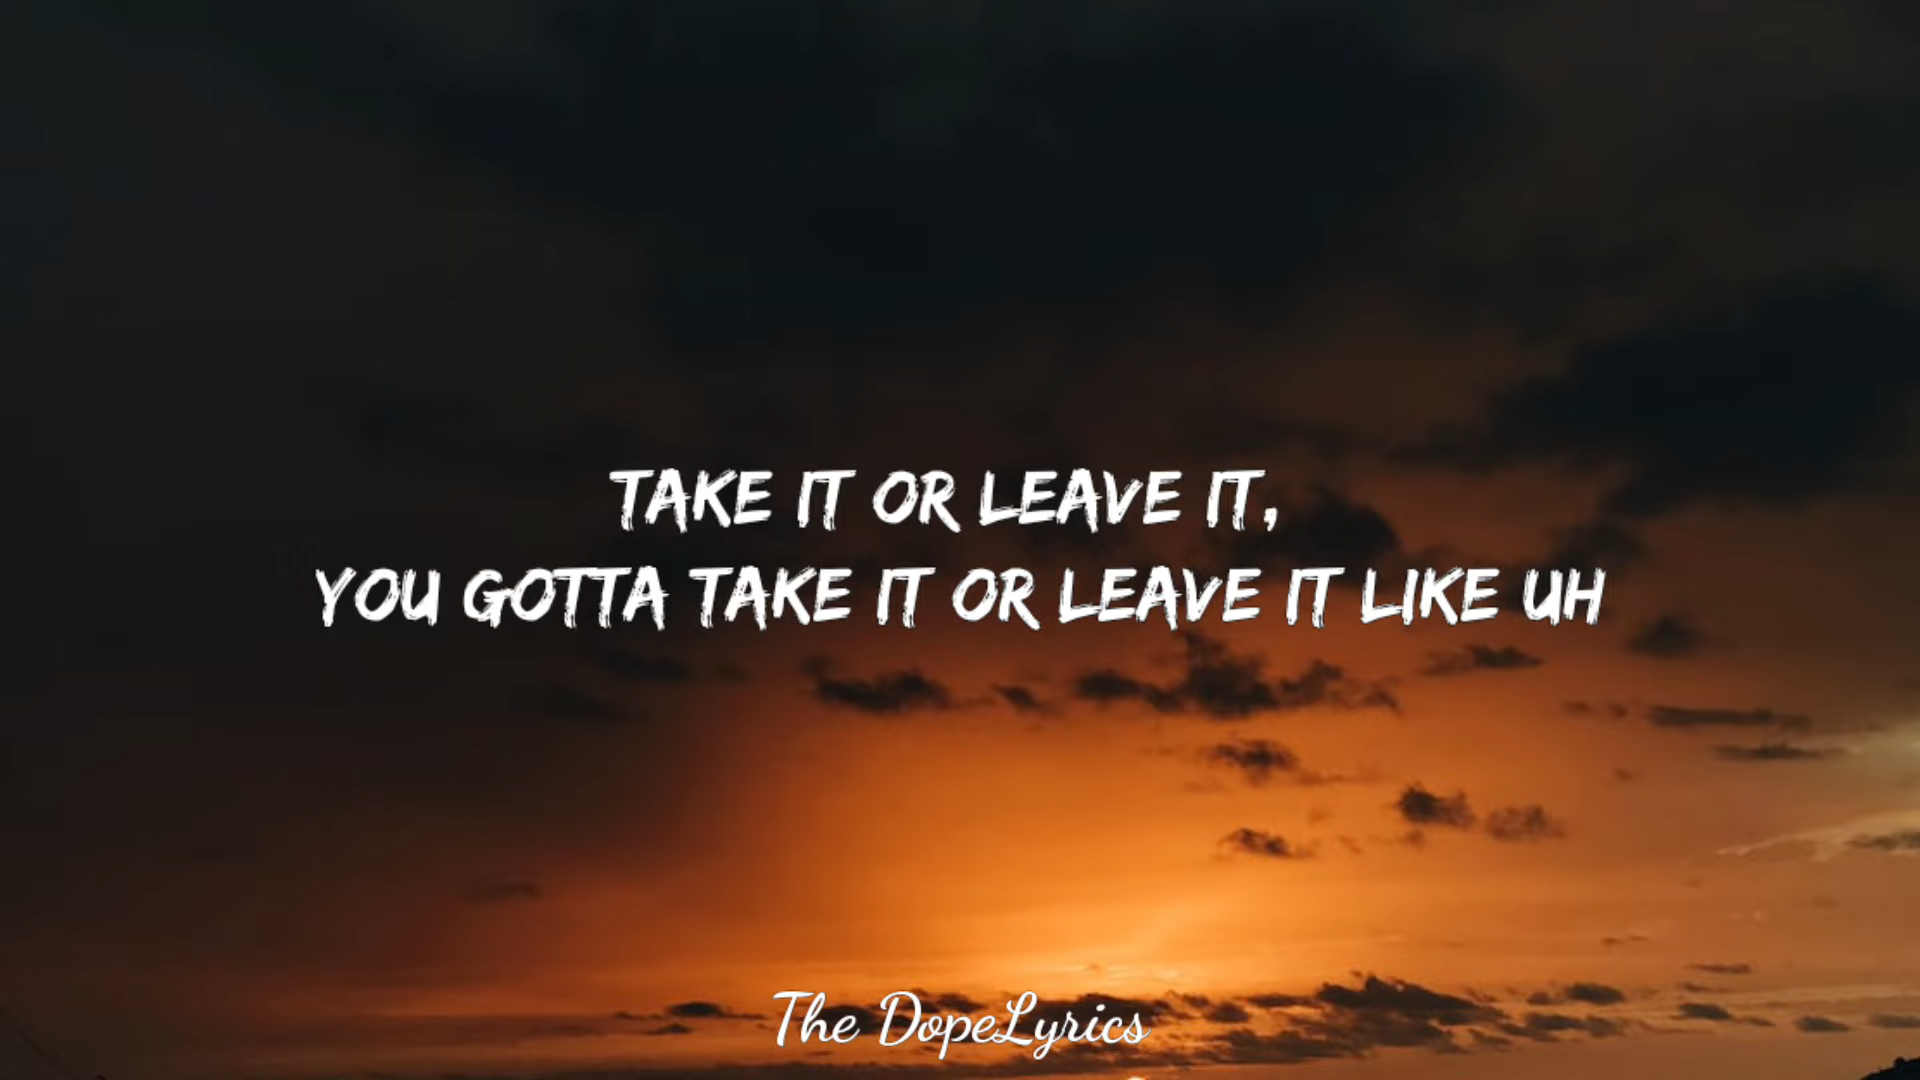 TAKE IT OR LEAVE IT,
YOU GOTTA TAKE IT OR LEAVE IT LIKE UH
The DopeLyrics